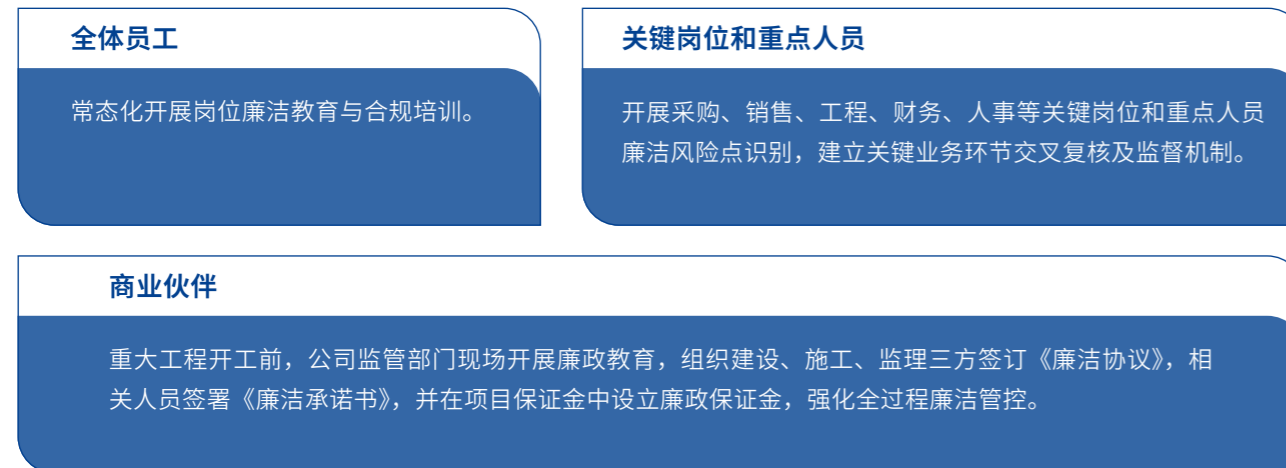 全体员工
常态化开展岗位廉洁教育与合规培训。
关键岗位和重点人员
开展采购、销售、工程、财务、人事等关键岗位和重点人员
廉洁风险点识别，建立关键业务环节交叉复核及监督机制。
商业伙伴
重大工程开工前，公司监管部门现场开展廉政教育，组织建设、施工、监理三方签订《廉洁协议》，相
关人员签署《廉洁承诺书》，并在项目保证金中设立廉政保证金，强化全过程廉洁管控。